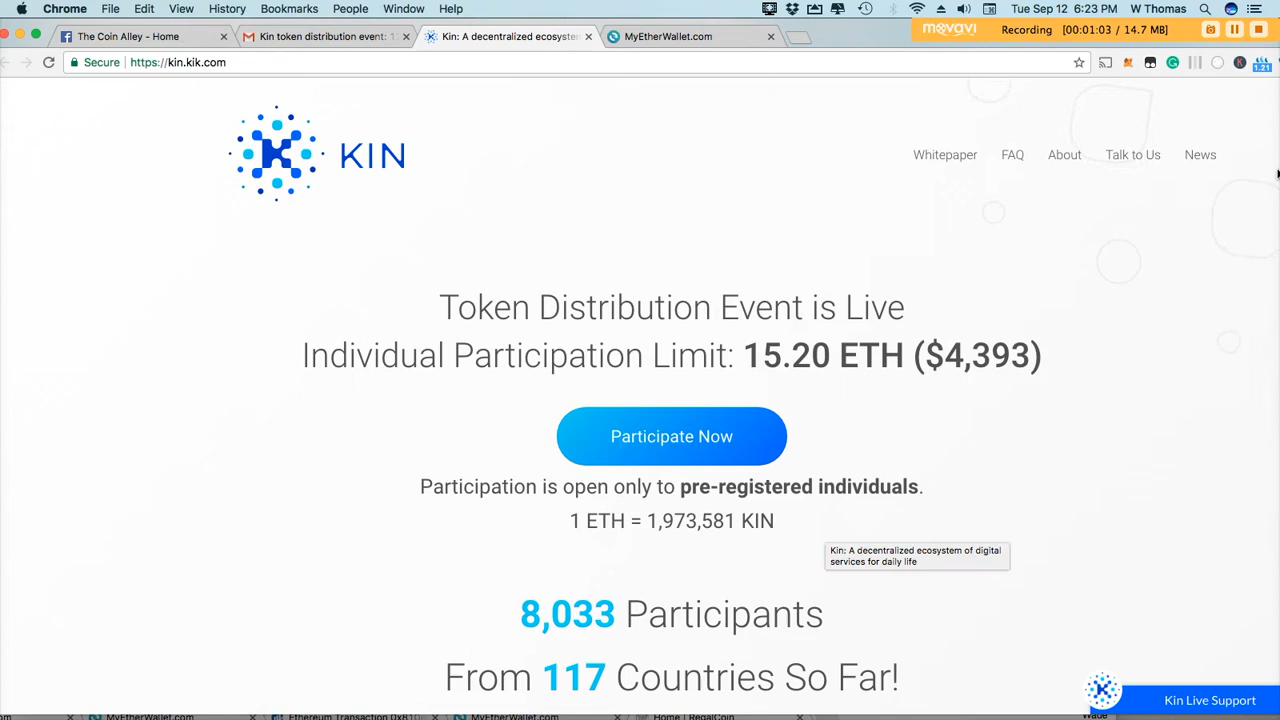 Chrome File Edit View History Bookmarks People Window Help Tue Sep 12 6:23 PM W Thomas
The Coin Alley - Home
Kin token distribution event: 1
Kin: A decentralized ecosyste
MyEtherWallet.com
movavi Recording [00:01:03 / 14.7 MB]
Secure https://kin.kik.com
1.21
KIN
Whitepaper FAQ About Talk to Us News
Token Distribution Event is Live
Individual Participation Limit: 15.20 ETH ($4,393)
Participate Now
Participation is open only to pre-registered individuals.
1 ETH = 1,973,581 KIN
Kin: A decentralized ecosystem of digital
services for daily life
8,033 Participants
From 117 Countries So Far!
Kin Live Support
MyEtherWallet.com Ethereum Transaction 0x810 MyEtherWallet.com Home | RegalCoin Wade